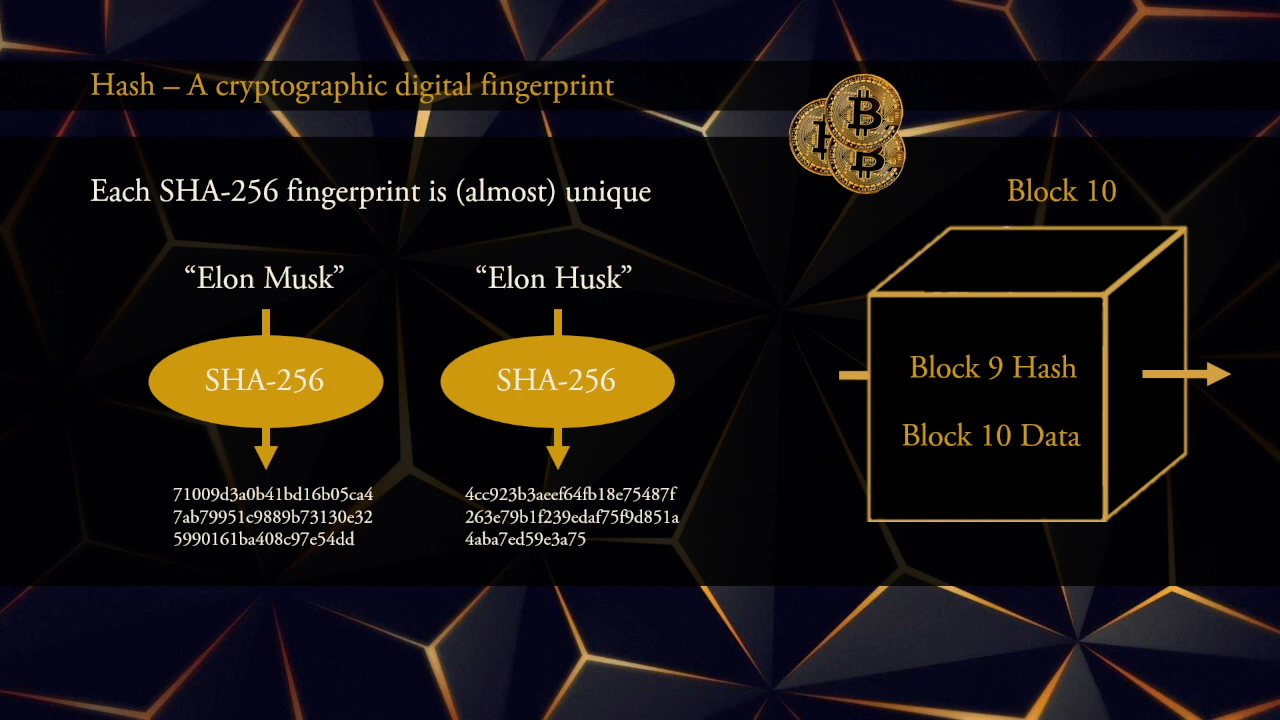 Hash – A cryptographic digital fingerprint
Each SHA-256 fingerprint is (almost) unique
“Elon Musk”
SHA-256
71009d3a0b41bd16b05ca4
7ab79951c9889b73130e32
5990161ba408c97e54dd
“Elon Husk”
SHA-256
4cc923b3aeef64fb18e75487f
263e79b1f239edaf75f9d851a
4aba7ed59e3a75
Block 10
Block 9 Hash
Block 10 Data